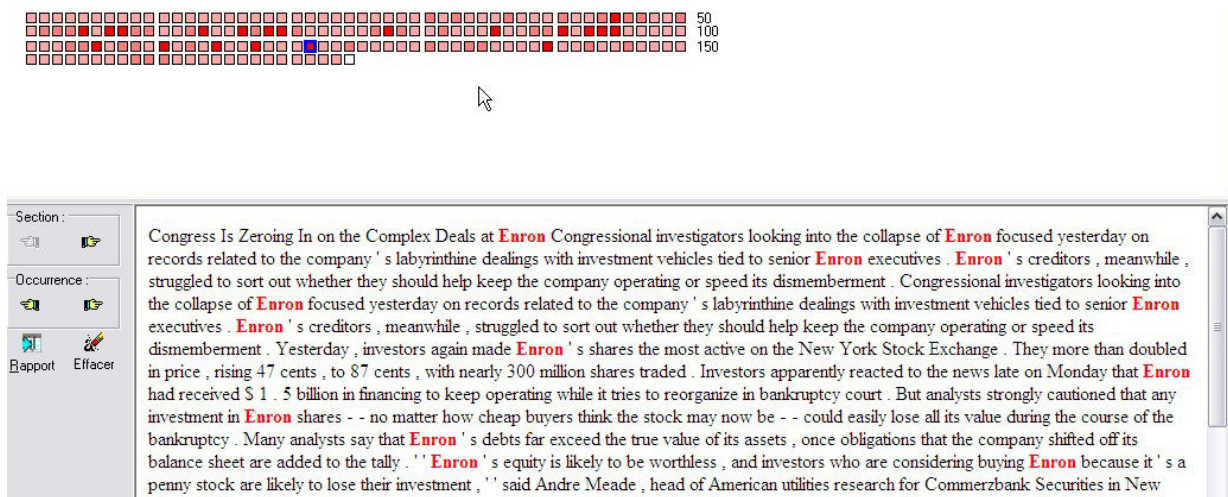 50
100
150
Section :
Occurrence :
Rapport Effacer
Congress Is Zeroing In on the Complex Deals at Enron Congressional investigators looking into the collapse of Enron focused yesterday on
records related to the company ' s labyrinthine dealings with investment vehicles tied to senior Enron executives . Enron ' s creditors , meanwhile ,
struggled to sort out whether they should help keep the company operating or speed its dismemberment . Congressional investigators looking into
the collapse of Enron focused yesterday on records related to the company ' s labyrinthine dealings with investment vehicles tied to senior Enron
executives . Enron ' s creditors , meanwhile , struggled to sort out whether they should help keep the company operating or speed its
dismemberment . Yesterday , investors again made Enron ' s shares the most active on the New York Stock Exchange . They more than doubled
in price , rising 47 cents , to 87 cents , with nearly 300 million shares traded . Investors apparently reacted to the news late on Monday that Enron
had received $ 1 . 5 billion in financing to keep operating while it tries to reorganize in bankruptcy court . But analysts strongly cautioned that any
investment in Enron shares - - no matter how cheap buyers think the stock may now be - - could easily lose all its value during the course of the
bankruptcy . Many analysts say that Enron ' s debts far exceed the true value of its assets , once obligations that the company shifted off its
balance sheet are added to the tally . ' ' Enron ' s equity is likely to be worthless , and investors who are considering buying Enron because it ' s a
penny stock are likely to lose their investment , ' ' said Andre Meade , head of American utilities research for Commerzbank Securities in New